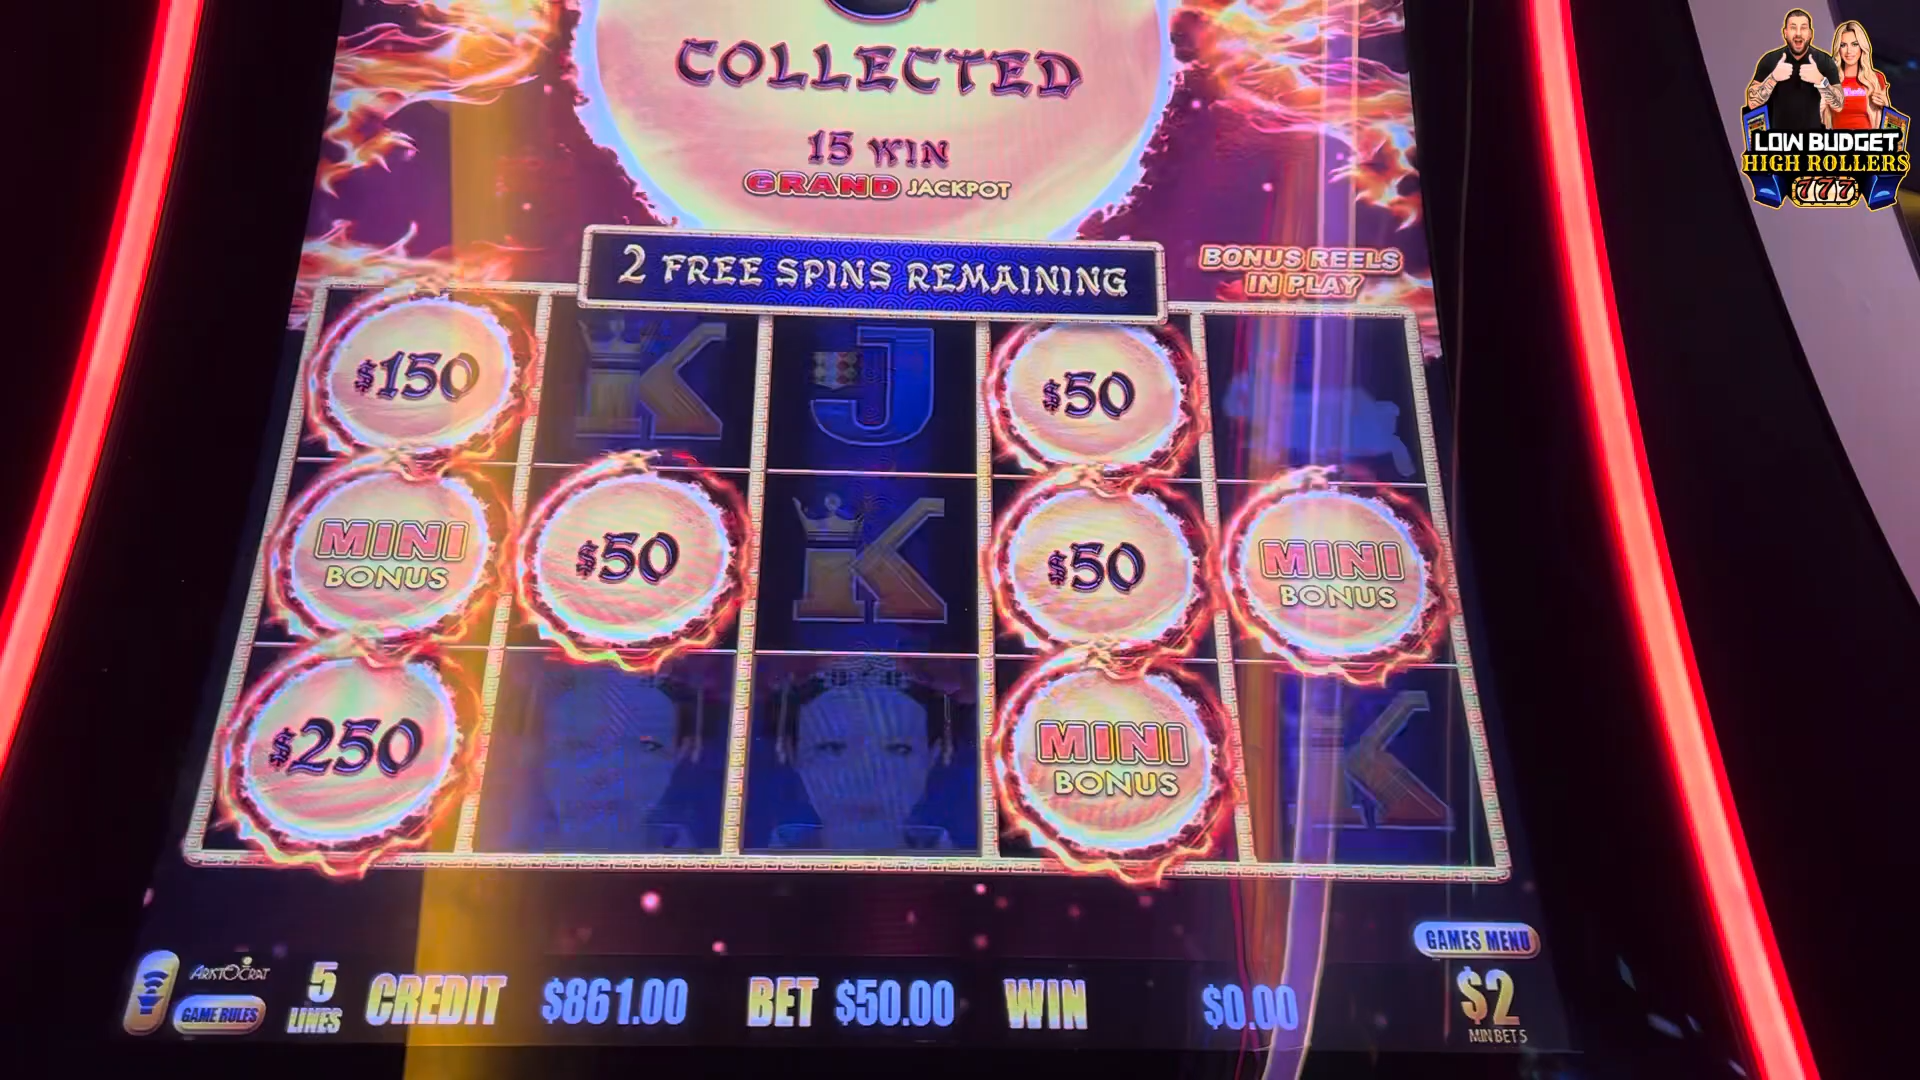 COLLECTED
15 WIN
GRAND JACKPOT
2 FREE SPINS REMAINING
BONUS REELS
IN PLAY
$150
K
J
$50
MINI
BONUS
$50
K
$50
MINI
BONUS
$250
MINI
BONUS
K
GAMES MENU
ARISTOCRAT
GAME RULES
5
LINES
CREDIT $861.00
BET $50.00
WIN $0.00
$2
MIN BET 5
LOW BUDGET
HIGH ROLLERS
777